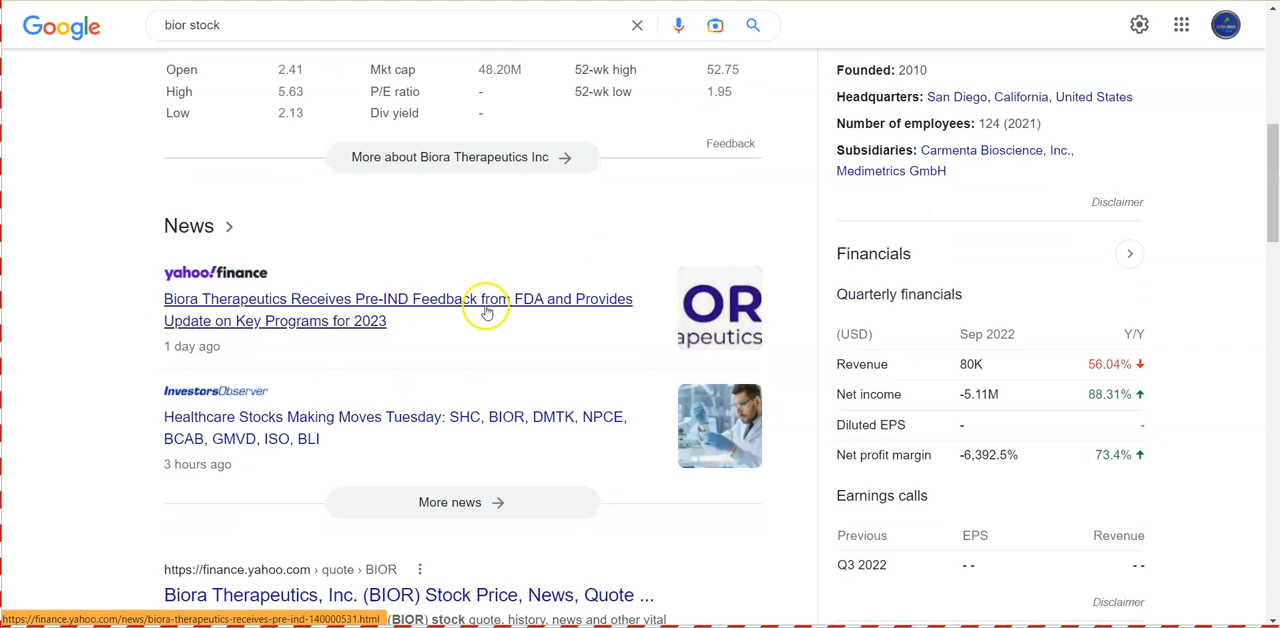 Google
bior stock
Open 2.41 Mkt cap 48.20M 52-wk high 52.75
High 5.63 P/E ratio - 52-wk low 1.95
Low 2.13 Div yield -
Feedback
More about Biora Therapeutics Inc →
News >
yahoo!finance
Biora Therapeutics Receives Pre-IND Feedback from FDA and Provides
Update on Key Programs for 2023
1 day ago
OR
apeutics
InvestorsObserver
Healthcare Stocks Making Moves Tuesday: SHC, BIOR, DMTK, NPCE,
BCAB, GMVD, ISO, BLI
3 hours ago
More news →
https://finance.yahoo.com › quote › BIOR
Biora Therapeutics, Inc. (BIOR) Stock Price, News, Quote ...
(BIOR) stock quote, history, news and other vital
https://finance.yahoo.com/news/biora-therapeutics-receives-pre-ind-140000531.html
Founded: 2010
Headquarters: San Diego, California, United States
Number of employees: 124 (2021)
Subsidiaries: Carmenta Bioscience, Inc.,
Medimetrics GmbH
Disclaimer
Financials
Quarterly financials
(USD) Sep 2022 Y/Y
Revenue 80K 56.04% ↓
Net income -5.11M 88.31% ↑
Diluted EPS - -
Net profit margin -6,392.5% 73.4% ↑
Earnings calls
Previous EPS Revenue
Q3 2022 - - - -
Disclaimer